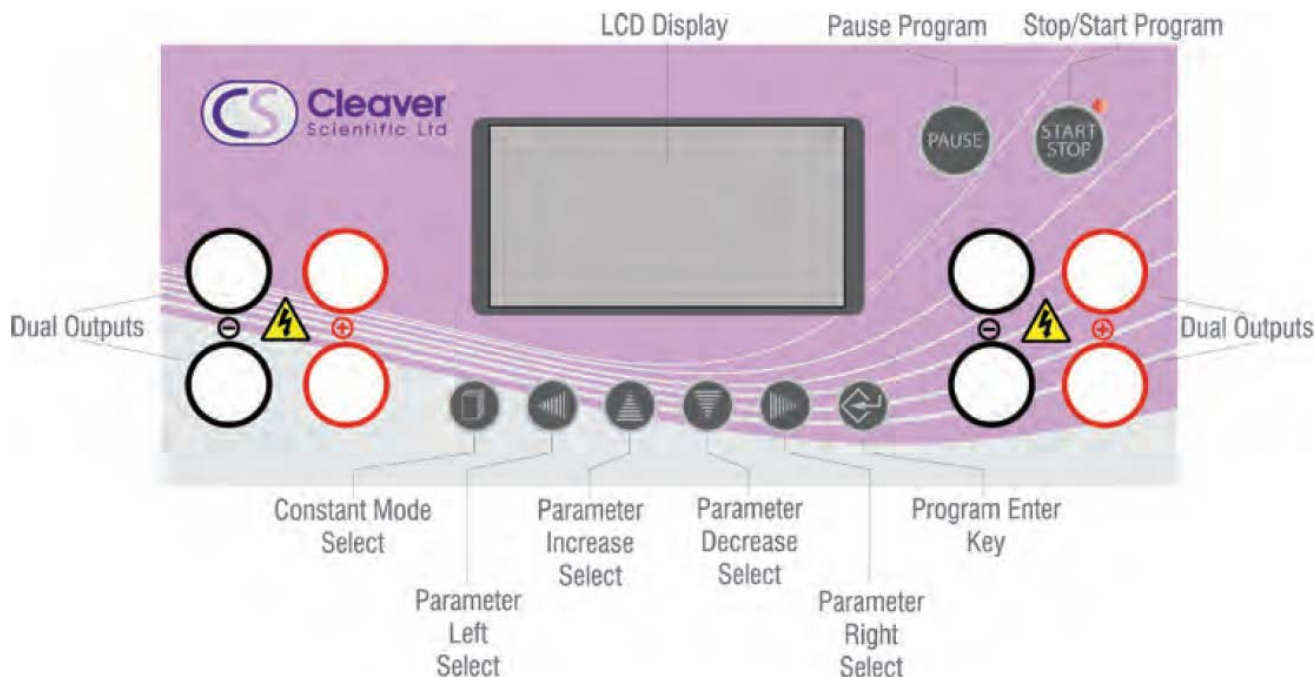 LCD Display
Pause Program
Stop/Start Program
CS
Cleaver
Scientific Ltd
PAUSE
START
STOP
Dual Outputs
Dual Outputs
Constant Mode
Select
Parameter
Increase
Select
Parameter
Decrease
Select
Program Enter
Key
Parameter
Left
Select
Parameter
Right
Select